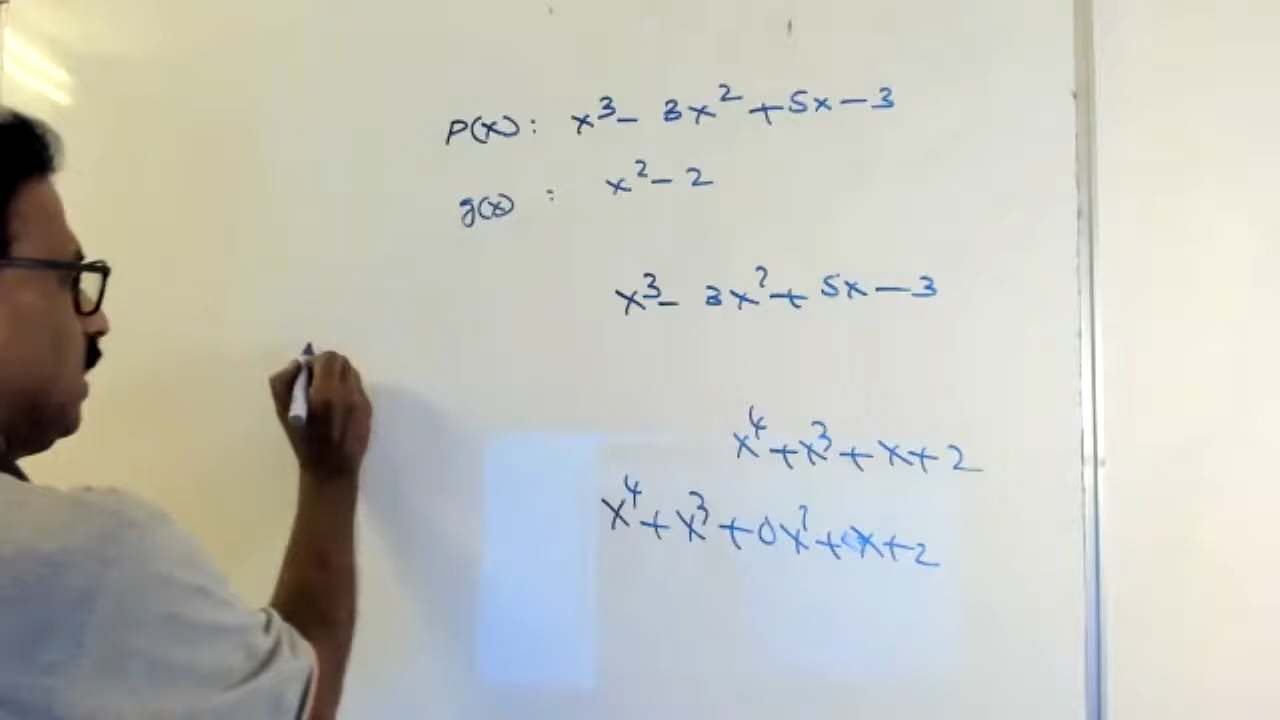 P(x) : x³ - 3x² + 5x - 3
g(x) : x² - 2
x³ - 3x² + 5x - 3
x⁴ + x³ + x + 2
x⁴ + x³ + 0x² + x + 2